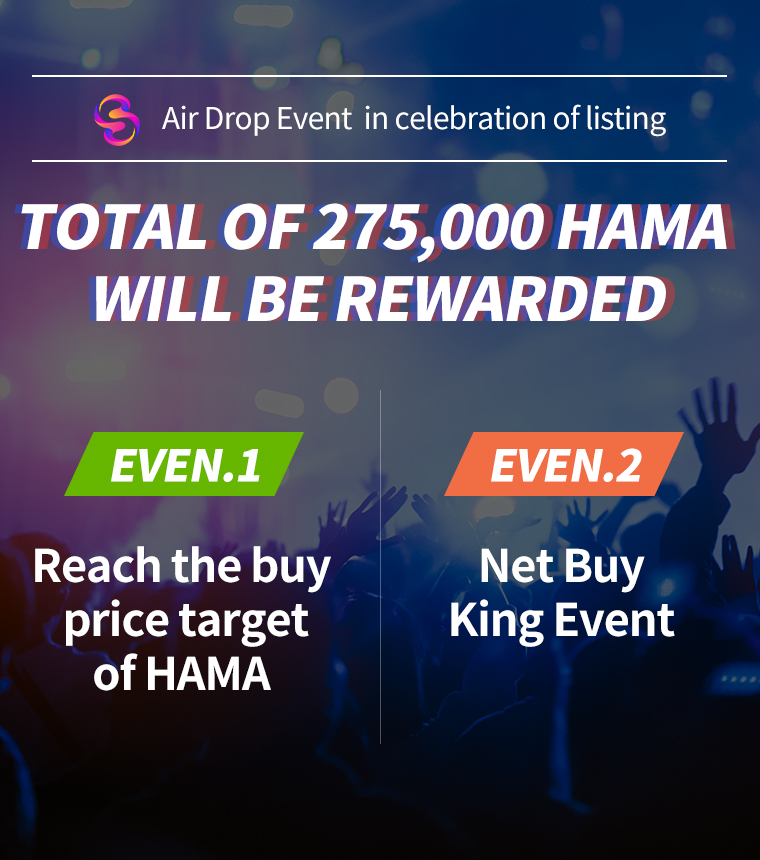 Air Drop Event in celebration of listing
TOTAL OF 275,000 HAMA
WILL BE REWARDED
EVEN.1
Reach the buy
price target
of HAMA
EVEN.2
Net Buy
King Event